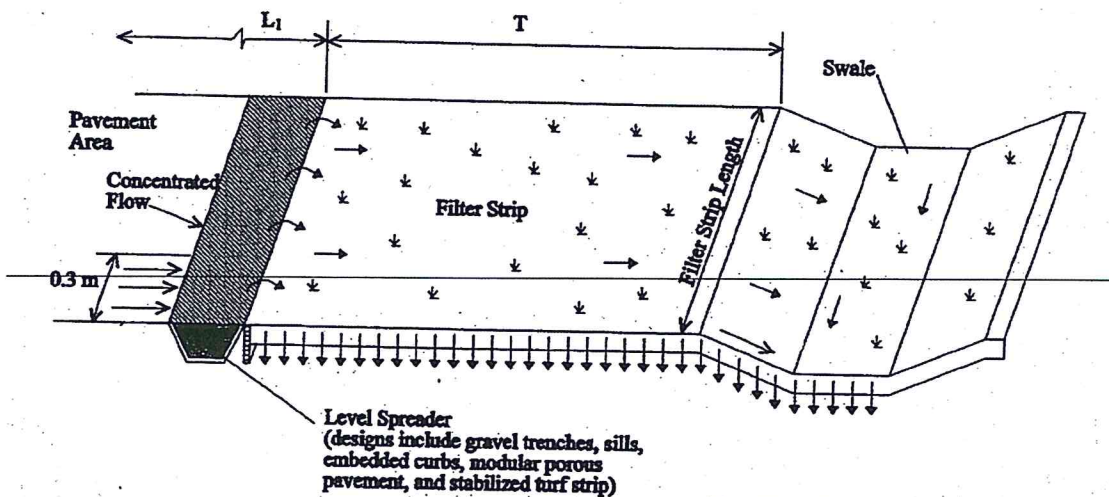 L1
T
Swale
Pavement
Area
Concentrated
Flow
Filter Strip
Filter Strip Length
0.3 m
Level Spreader
(designs include gravel trenches, sills,
embedded curbs, modular porous
pavement, and stabilized turf strip)